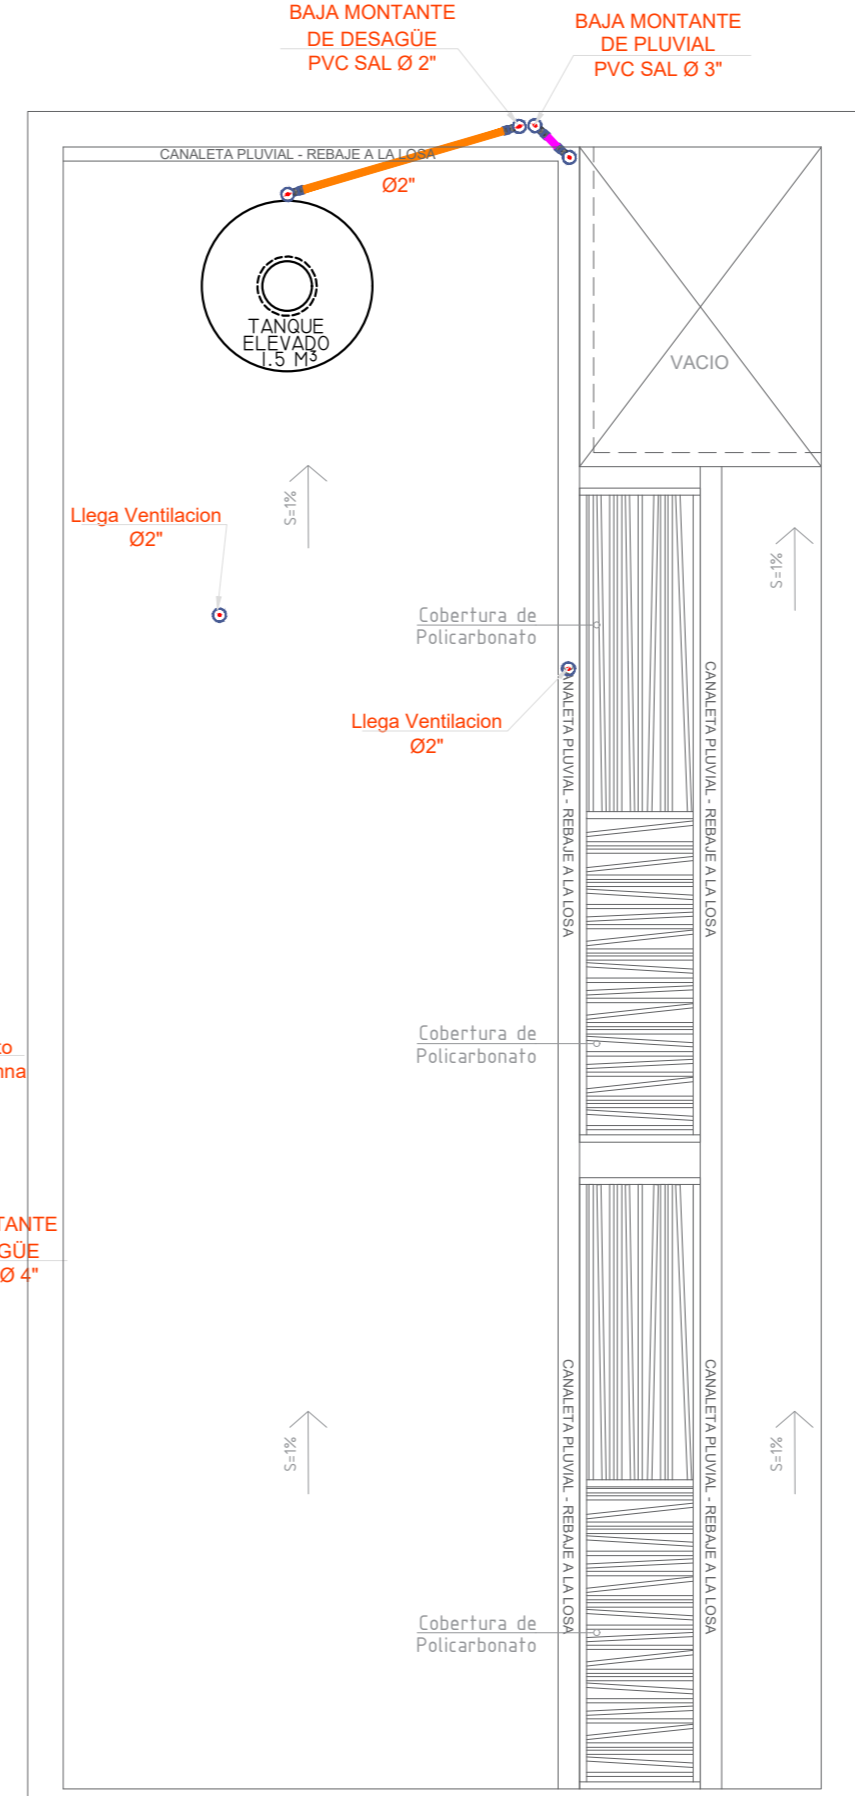 BAJA MONTANTE
DE DESAGÜE
PVC SAL Ø 2"
BAJA MONTANTE
DE PLUVIAL
PVC SAL Ø 3"
CANALETA PLUVIAL - REBAJE A LA LOSA
Ø2"
TANQUE
ELEVADO
1.5 M³
VACIO
S=1%
Llega Ventilacion
Ø2"
S=1%
Cobertura de
Policarbonato
Llega Ventilacion
Ø2"
CANALETA PLUVIAL - REBAJE A LA LOSA
CANALETA PLUVIAL - REBAJE A LA LOSA
Cobertura de
Policarbonato
TANTE
GÜE
Ø 4"
S=1%
CANALETA PLUVIAL - REBAJE A LA LOSA
CANALETA PLUVIAL - REBAJE A LA LOSA
S=1%
Cobertura de
Policarbonato